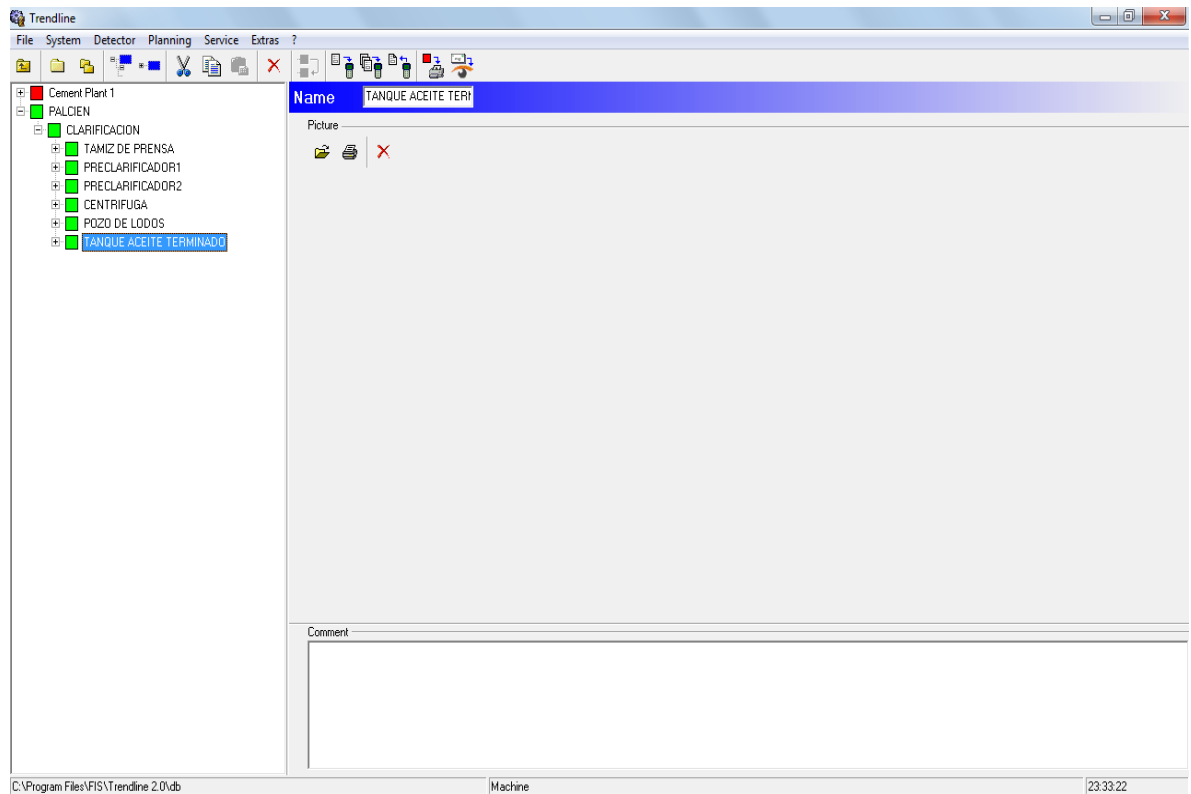 Trendline
File System Detector Planning Service Extras ?
Cement Plant 1
PALCIEN
CLARIFICACION
TAMIZ DE PRENSA
PRECLARIFICADOR1
PRECLARIFICADOR2
CENTRIFUGA
POZO DE LODOS
TANQUE ACEITE TERMINADO
Name TANQUE ACEITE TERM
Picture
Comment
C:\Program Files\FIS\Trendline 2.0\db Machine 23:33:22